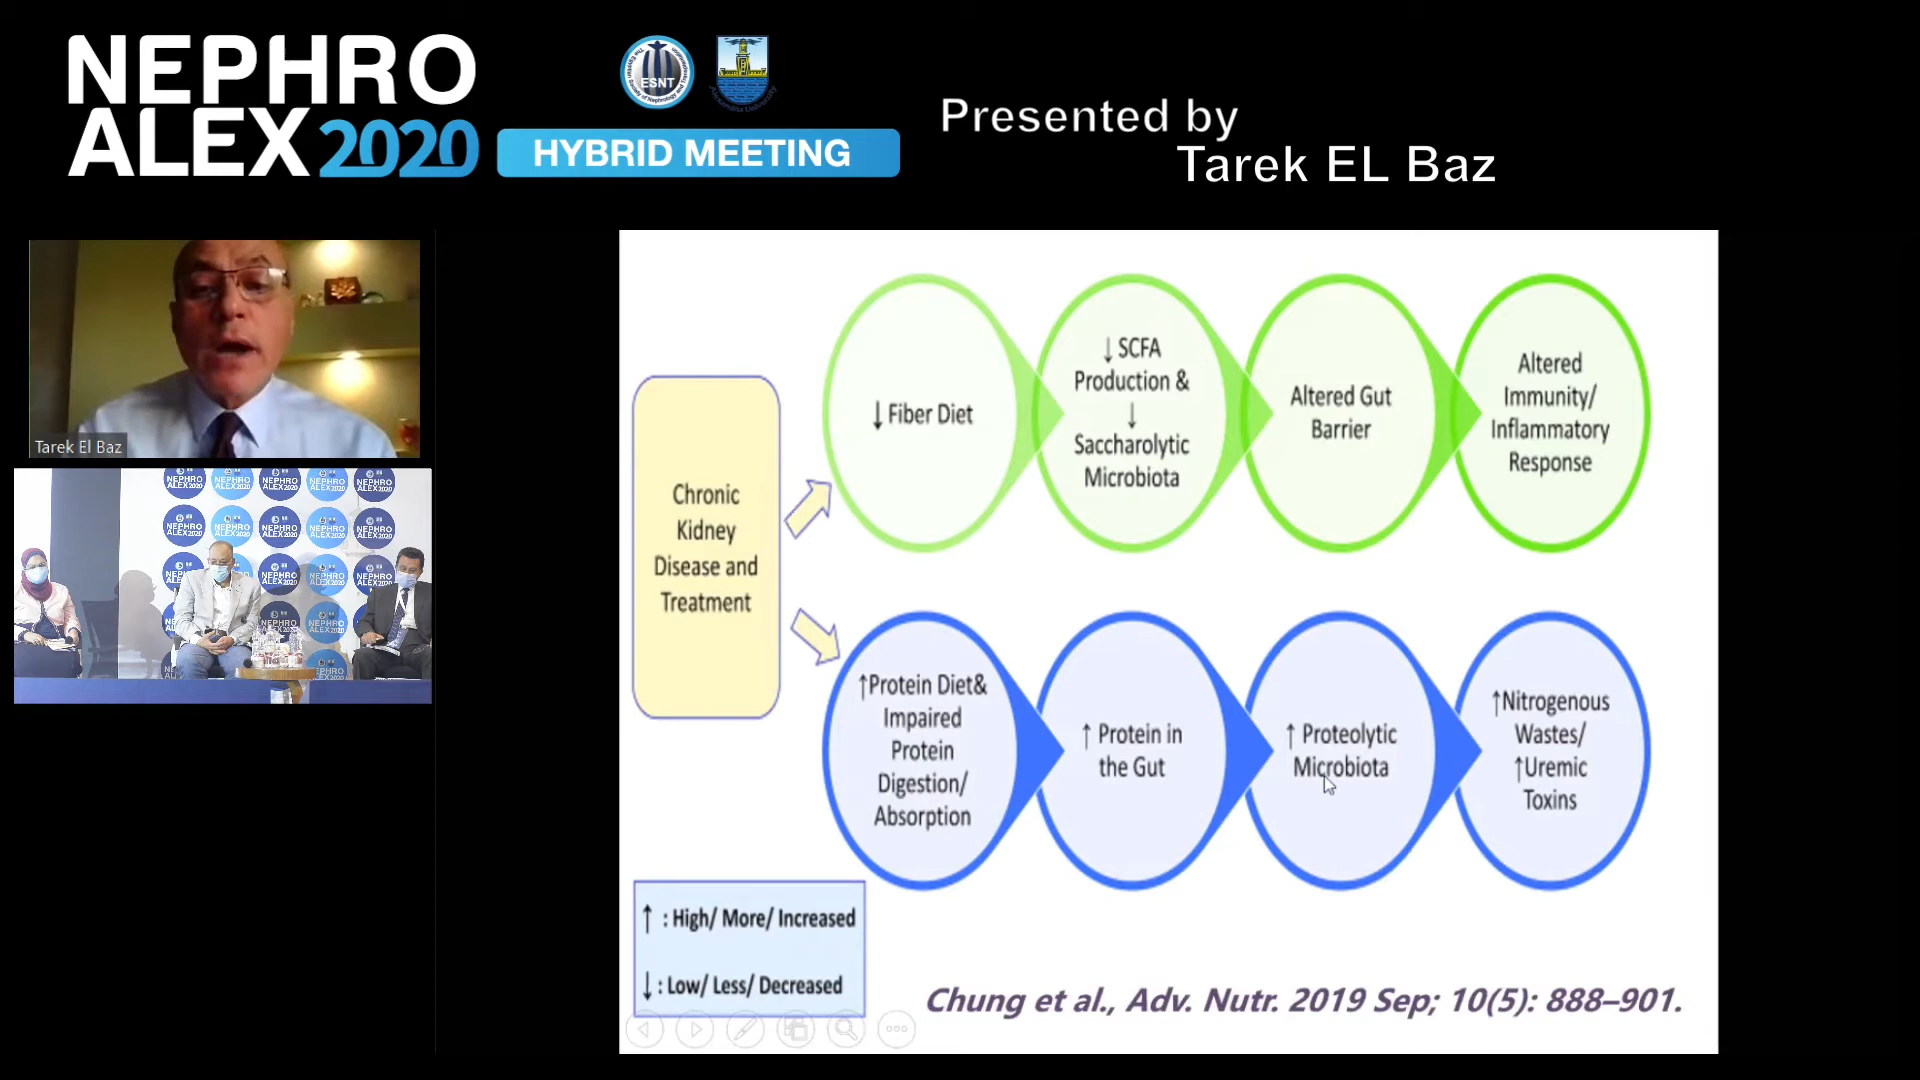 NEPHRO
ALEX 2020
ESNT
HYBRID MEETING
Presented by
Tarek EL Baz
Tarek El Baz
NEPHRO
ALEX2020
Chronic
Kidney
Disease and
Treatment
↓ Fiber Diet
↓ SCFA
Production &
↓
Saccharolytic
Microbiota
Altered Gut
Barrier
Altered
Immunity/
Inflammatory
Response
↑Protein Diet&
Impaired
Protein
Digestion/
Absorption
↑ Protein in
the Gut
↑ Proteolytic
Microbiota
↑Nitrogenous
Wastes/
↑Uremic
Toxins
↑ : High/ More/ Increased
↓ : Low/ Less/ Decreased
Chung et al., Adv. Nutr. 2019 Sep; 10(5): 888–901.